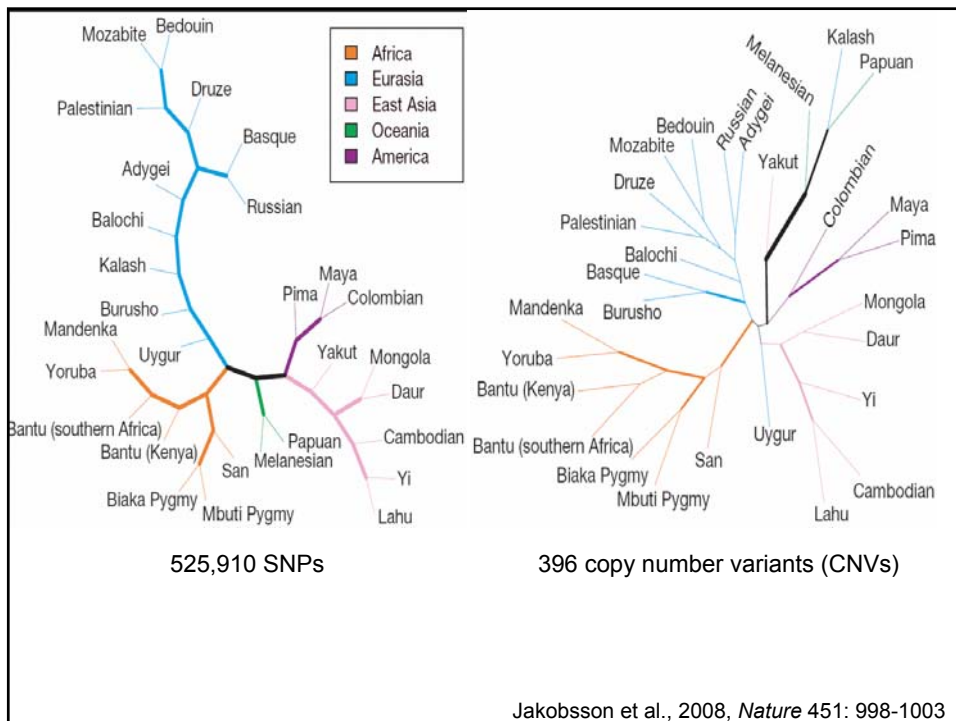 Bedouin
Mozabite
Druze
Palestinian
Basque
Adygei
Russian
Balochi
Kalash
Burusho
Maya
Pima
Colombian
Mandenka
Uygur
Yakut
Mongola
Yoruba
Daur
Bantu (southern Africa)
Papuan
Cambodian
Bantu (Kenya)
Melanesian
San
Yi
Biaka Pygmy
Mbuti Pygmy
Lahu
Africa
Eurasia
East Asia
Oceania
America
Kalash
Melanesian
Papuan
Russian
Adygei
Bedouin
Mozabite
Yakut
Druze
Colombian
Maya
Palestinian
Pima
Balochi
Basque
Mongola
Burusho
Mandenka
Daur
Yoruba
Bantu (Kenya)
Yi
Uygur
Bantu (southern Africa)
San
Biaka Pygmy
Cambodian
Mbuti Pygmy
Lahu
525,910 SNPs
396 copy number variants (CNVs)
Jakobsson et al., 2008, Nature 451: 998-1003